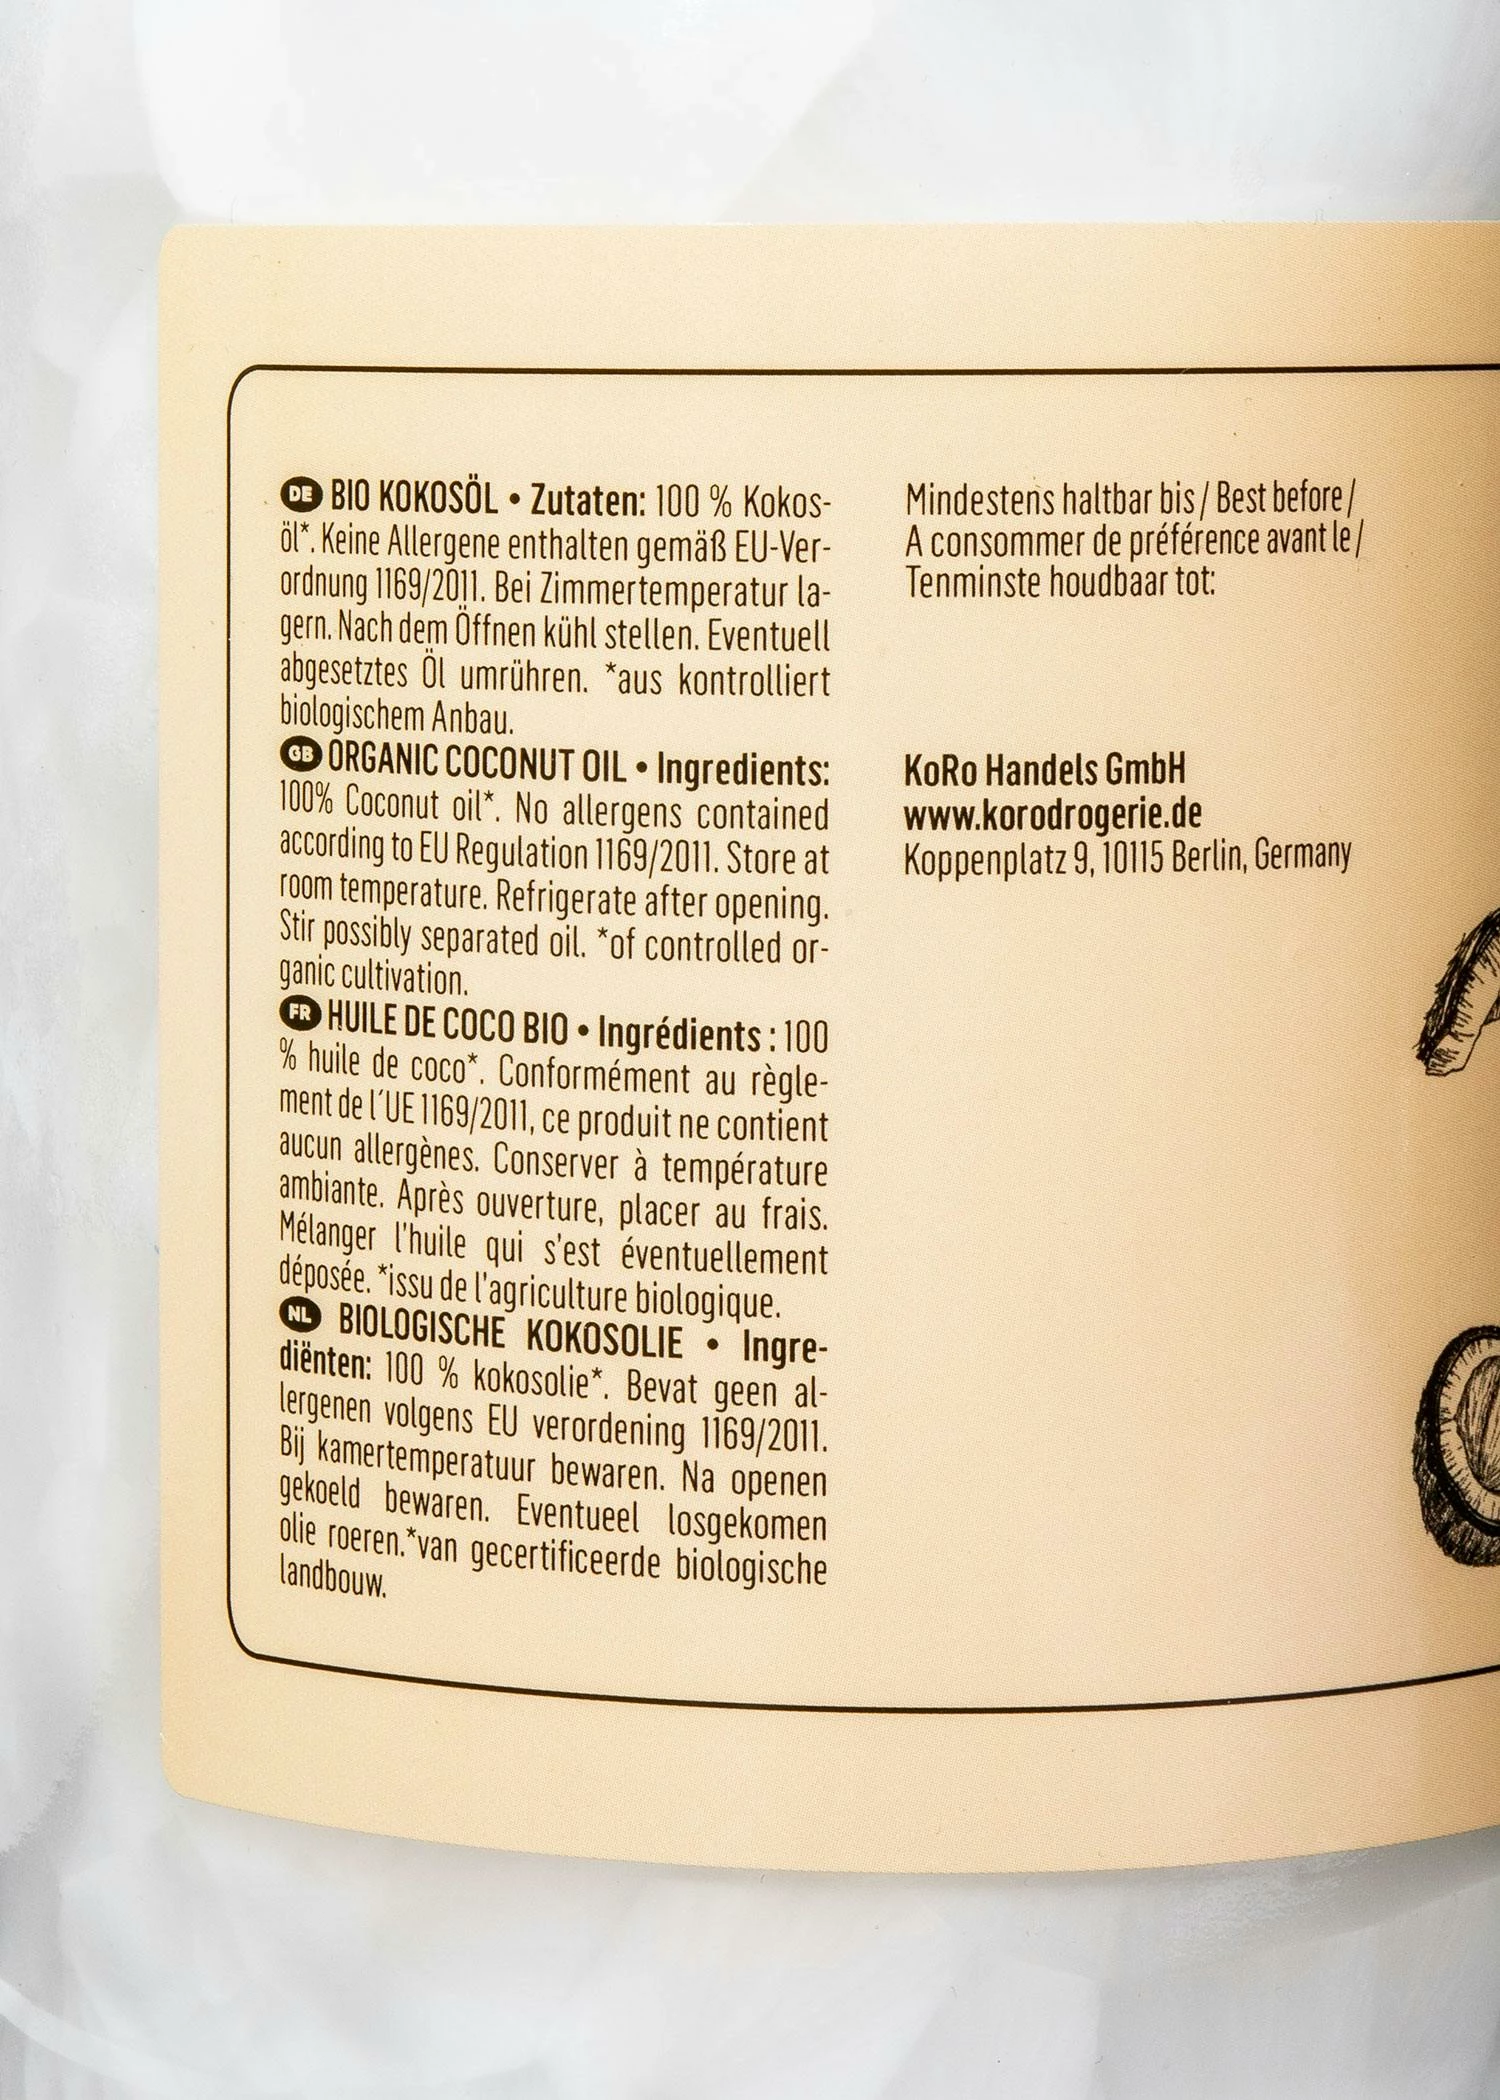 DE BIO KOKOSÖL • Zutaten: 100 % Kokos-
öl*. Keine Allergene enthalten gemäß EU-Ver-
ordnung 1169/2011. Bei Zimmertemperatur la-
gern. Nach dem Öffnen kühl stellen. Eventuell
abgesetztes Öl umrühren. *aus kontrolliert
biologischem Anbau.
GB ORGANIC COCONUT OIL • Ingredients:
100% Coconut oil*. No allergens contained
according to EU Regulation 1169/2011. Store at
room temperature. Refrigerate after opening.
Stir possibly separated oil. *of controlled or-
ganic cultivation.
FR HUILE DE COCO BIO • Ingrédients : 100
% huile de coco*. Conformément au règle-
ment de l´UE 1169/2011, ce produit ne contient
aucun allergènes. Conserver à température
ambiante. Après ouverture, placer au frais.
Mélanger l'huile qui s'est éventuellement
déposée. *issu de l'agriculture biologique.
NL BIOLOGISCHE KOKOSOLIE • Ingre-
diënten: 100 % kokosolie*. Bevat geen al-
lergenen volgens EU verordening 1169/2011.
Bij kamertemperatuur bewaren. Na openen
gekoeld bewaren. Eventueel losgekomen
olie roeren.*van gecertificeerde biologische
landbouw.
Mindestens haltbar bis / Best before /
A consommer de préférence avant le /
Tenminste houdbaar tot:
KoRo Handels GmbH
www.korodrogerie.de
Koppenplatz 9, 10115 Berlin, Germany